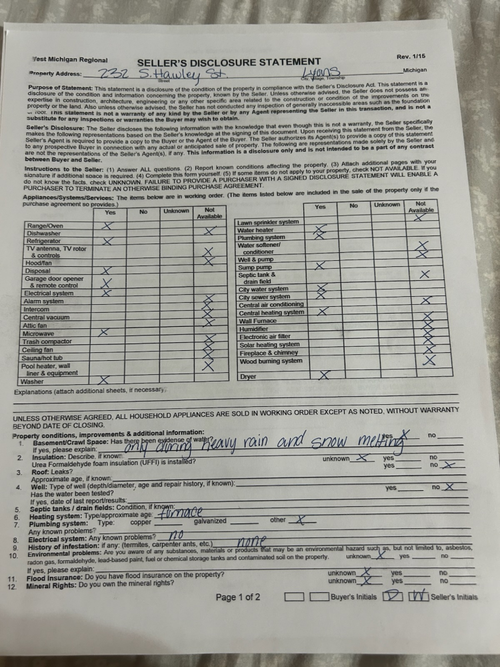 West Michigan Regional
SELLER'S DISCLOSURE STATEMENT
Rev. 1/15
Property Address: 232 S. Hawley St. Lyons Michigan
Street City, Village, Township
Purpose of Statement: This statement is a disclosure of the condition of the property in compliance with the Seller Disclosure Act. This statement is a
disclosure of the condition and information concerning the property, known by the Seller. Unless otherwise advised, the Seller does not possess any
expertise in construction, architecture, engineering or any other specific area related to the construction or condition of the improvements on the
property or the land. Also unless otherwise advised, the Seller has not conducted any inspection of generally inaccessible areas such as the foundation
or roof. This statement is not a warranty of any kind by the Seller or by any Agent representing the Seller in this transaction, and is not a
substitute for any inspections or warranties the Buyer may wish to obtain.
Seller's Disclosure: The Seller discloses the following information with the knowledge that even though this is not a warranty, the Seller specifically
makes the following representations based on the Seller's knowledge at the signing of this document. Upon receiving this statement from the Seller, the
Seller's Agent is required to provide a copy to the Buyer or the Agent of the Buyer. The Seller authorizes its Agent(s) to provide a copy of this statement
to any prospective Buyer in connection with any actual or anticipated sale of property. The following are representations made solely by the Seller and
are not the representations of the Seller's Agent(s), if any. This information is a disclosure only and is not intended to be a part of any contract
between Buyer and Seller.
Instructions to the Seller: (1) Answer ALL questions. (2) Report known conditions affecting the property. (3) Attach additional pages with your
signature if additional space is required. (4) Complete this form yourself. (5) If some items do not apply to your property, check NOT AVAILABLE. If you
do not know the facts, check UNKNOWN. FAILURE TO PROVIDE A PURCHASER WITH A SIGNED DISCLOSURE STATEMENT WILL ENABLE A
PURCHASER TO TERMINATE AN OTHERWISE BINDING PURCHASE AGREEMENT.
Appliances/Systems/Services: The items below are in working order. (The items listed below are included in the sale of the property only if the
purchase agreement so provides.)
Yes No Unknown Not Available
Range/Oven X
Dishwasher X
Refrigerator X
TV antenna, TV rotor & controls X
Hood/fan X
Disposal X
Garage door opener & remote control X
Electrical system X
Alarm system X
Intercom X
Central vacuum X
Attic fan X
Microwave X
Trash compactor X
Ceiling fan X
Sauna/hot tub X
Pool heater, wall liner & equipment X
Washer X
Yes No Unknown Not Available
Lawn sprinkler system X
Water heater X
Plumbing system X
Water softener/ conditioner X
Well & pump X
Sump pump X
Septic tank & drain field X
City water system X
City sewer system X
Central air conditioning X
Central heating system X
Wall Furnace X
Humidifier X
Electronic air filter X
Solar heating system X
Fireplace & chimney X
Wood burning system X
Dryer X
Explanations (attach additional sheets, if necessary:
UNLESS OTHERWISE AGREED, ALL HOUSEHOLD APPLIANCES ARE SOLD IN WORKING ORDER EXCEPT AS NOTED, WITHOUT WARRANTY
BEYOND DATE OF CLOSING.
Property conditions, improvements & additional information:
1. Basement/Crawl Space: Has there been evidence of water? yes X no
If yes, please explain: only during heavy rain and snow melting
2. Insulation: Describe, if known: unknown X yes no
Urea Formaldehyde foam insulation (UFFI) is installed? yes no X
3. Roof: Leaks?
Approximate age, if known:
4. Well: Type of well (depth/diameter, age and repair history, if known):
Has the water been tested? yes no X
If yes, date of last report/results:
5. Septic tanks / drain fields: Condition, if known:
6. Heating system: Type/approximate age: furnace
7. Plumbing system: Type: copper galvanized other X
Any known problems?
8. Electrical system: Any known problems? no
9. History of infestation: if any: (termites, carpenter ants, etc.) none
10. Environmental problems: Are you aware of any substances, materials or products that may be an environmental hazard such as, but not limited to, asbestos,
radon gas, formaldehyde, lead-based paint, fuel or chemical storage tanks and contaminated soil on the property. unknown X yes no
If yes, please explain:
11. Flood Insurance: Do you have flood insurance on the property? unknown X yes no
12. Mineral Rights: Do you own the mineral rights? unknown X yes no
Page 1 of 2
Buyer's Initials
D W Seller's Initials